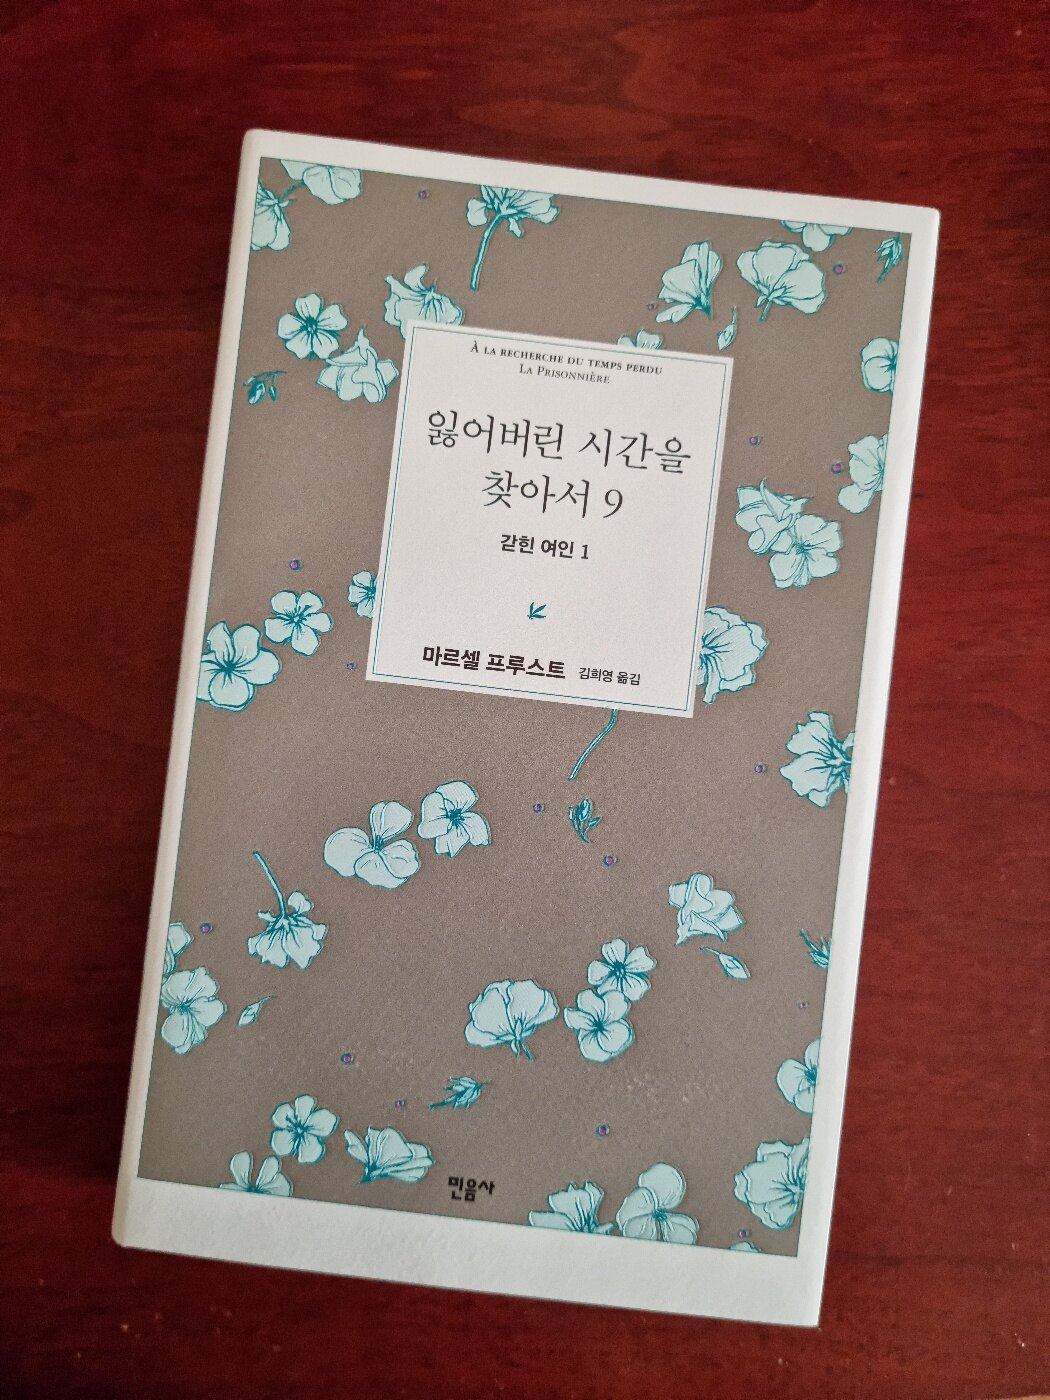 À LA RECHERCHE DU TEMPS PERDU
LA PRISONNIÈRE
잃어버린 시간을
찾아서 9
갇힌 여인 1
마르셀 프루스트 김희영 옮김
민음사